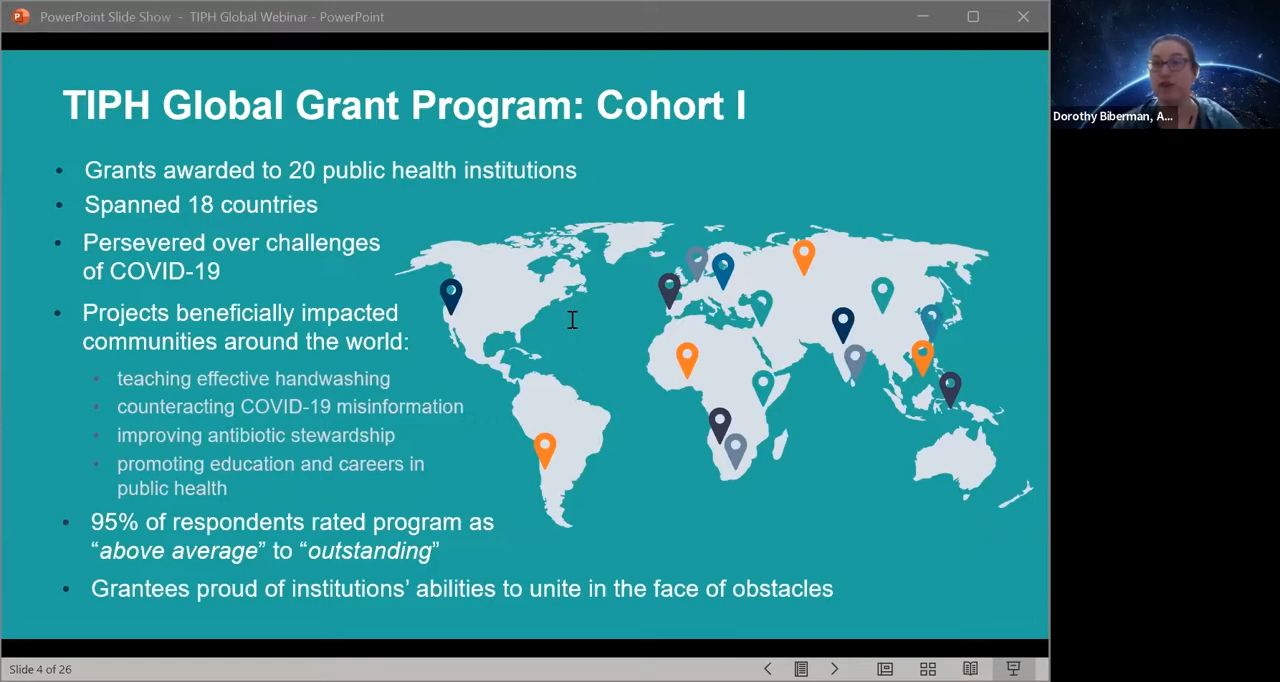 PowerPoint Slide Show - TIPH Global Webinar - PowerPoint
Dorothy Biberman, A...
TIPH Global Grant Program: Cohort I
• Grants awarded to 20 public health institutions
• Spanned 18 countries
• Persevered over challenges
of COVID-19
• Projects beneficially impacted
communities around the world:
• teaching effective handwashing
• counteracting COVID-19 misinformation
• improving antibiotic stewardship
• promoting education and careers in
public health
• 95% of respondents rated program as
“above average” to “outstanding”
• Grantees proud of institutions’ abilities to unite in the face of obstacles
Slide 4 of 26